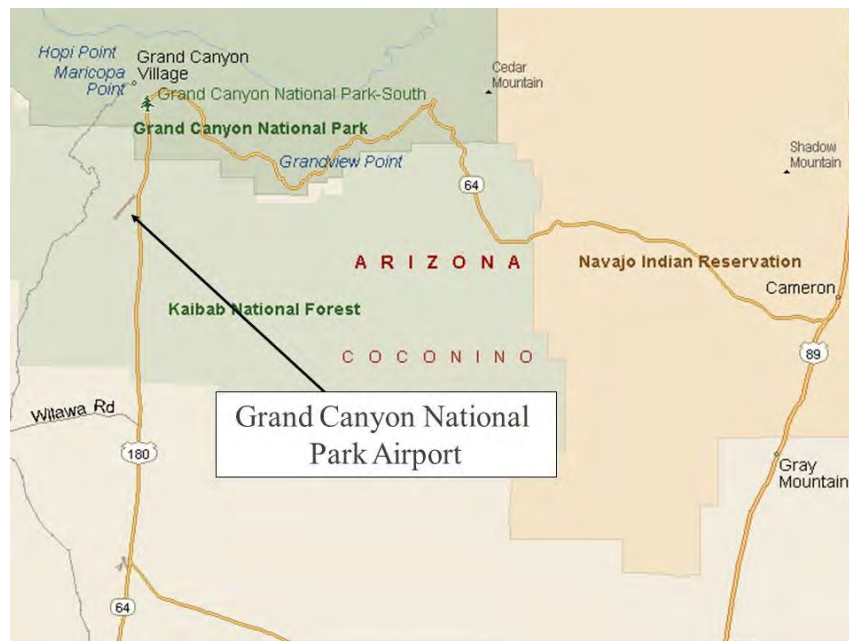 Hopi Point
Maricopa
Point
Grand Canyon
Village
Grand Canyon National Park-South
Grand Canyon National Park
Grandview Point
Cedar
Mountain
Shadow
Mountain
64
ARIZONA
Navajo Indian Reservation
Cameron
Kaibab National Forest
COCONINO
89
Wilawa Rd
Grand Canyon National
Park Airport
180
Gray
Mountain
64